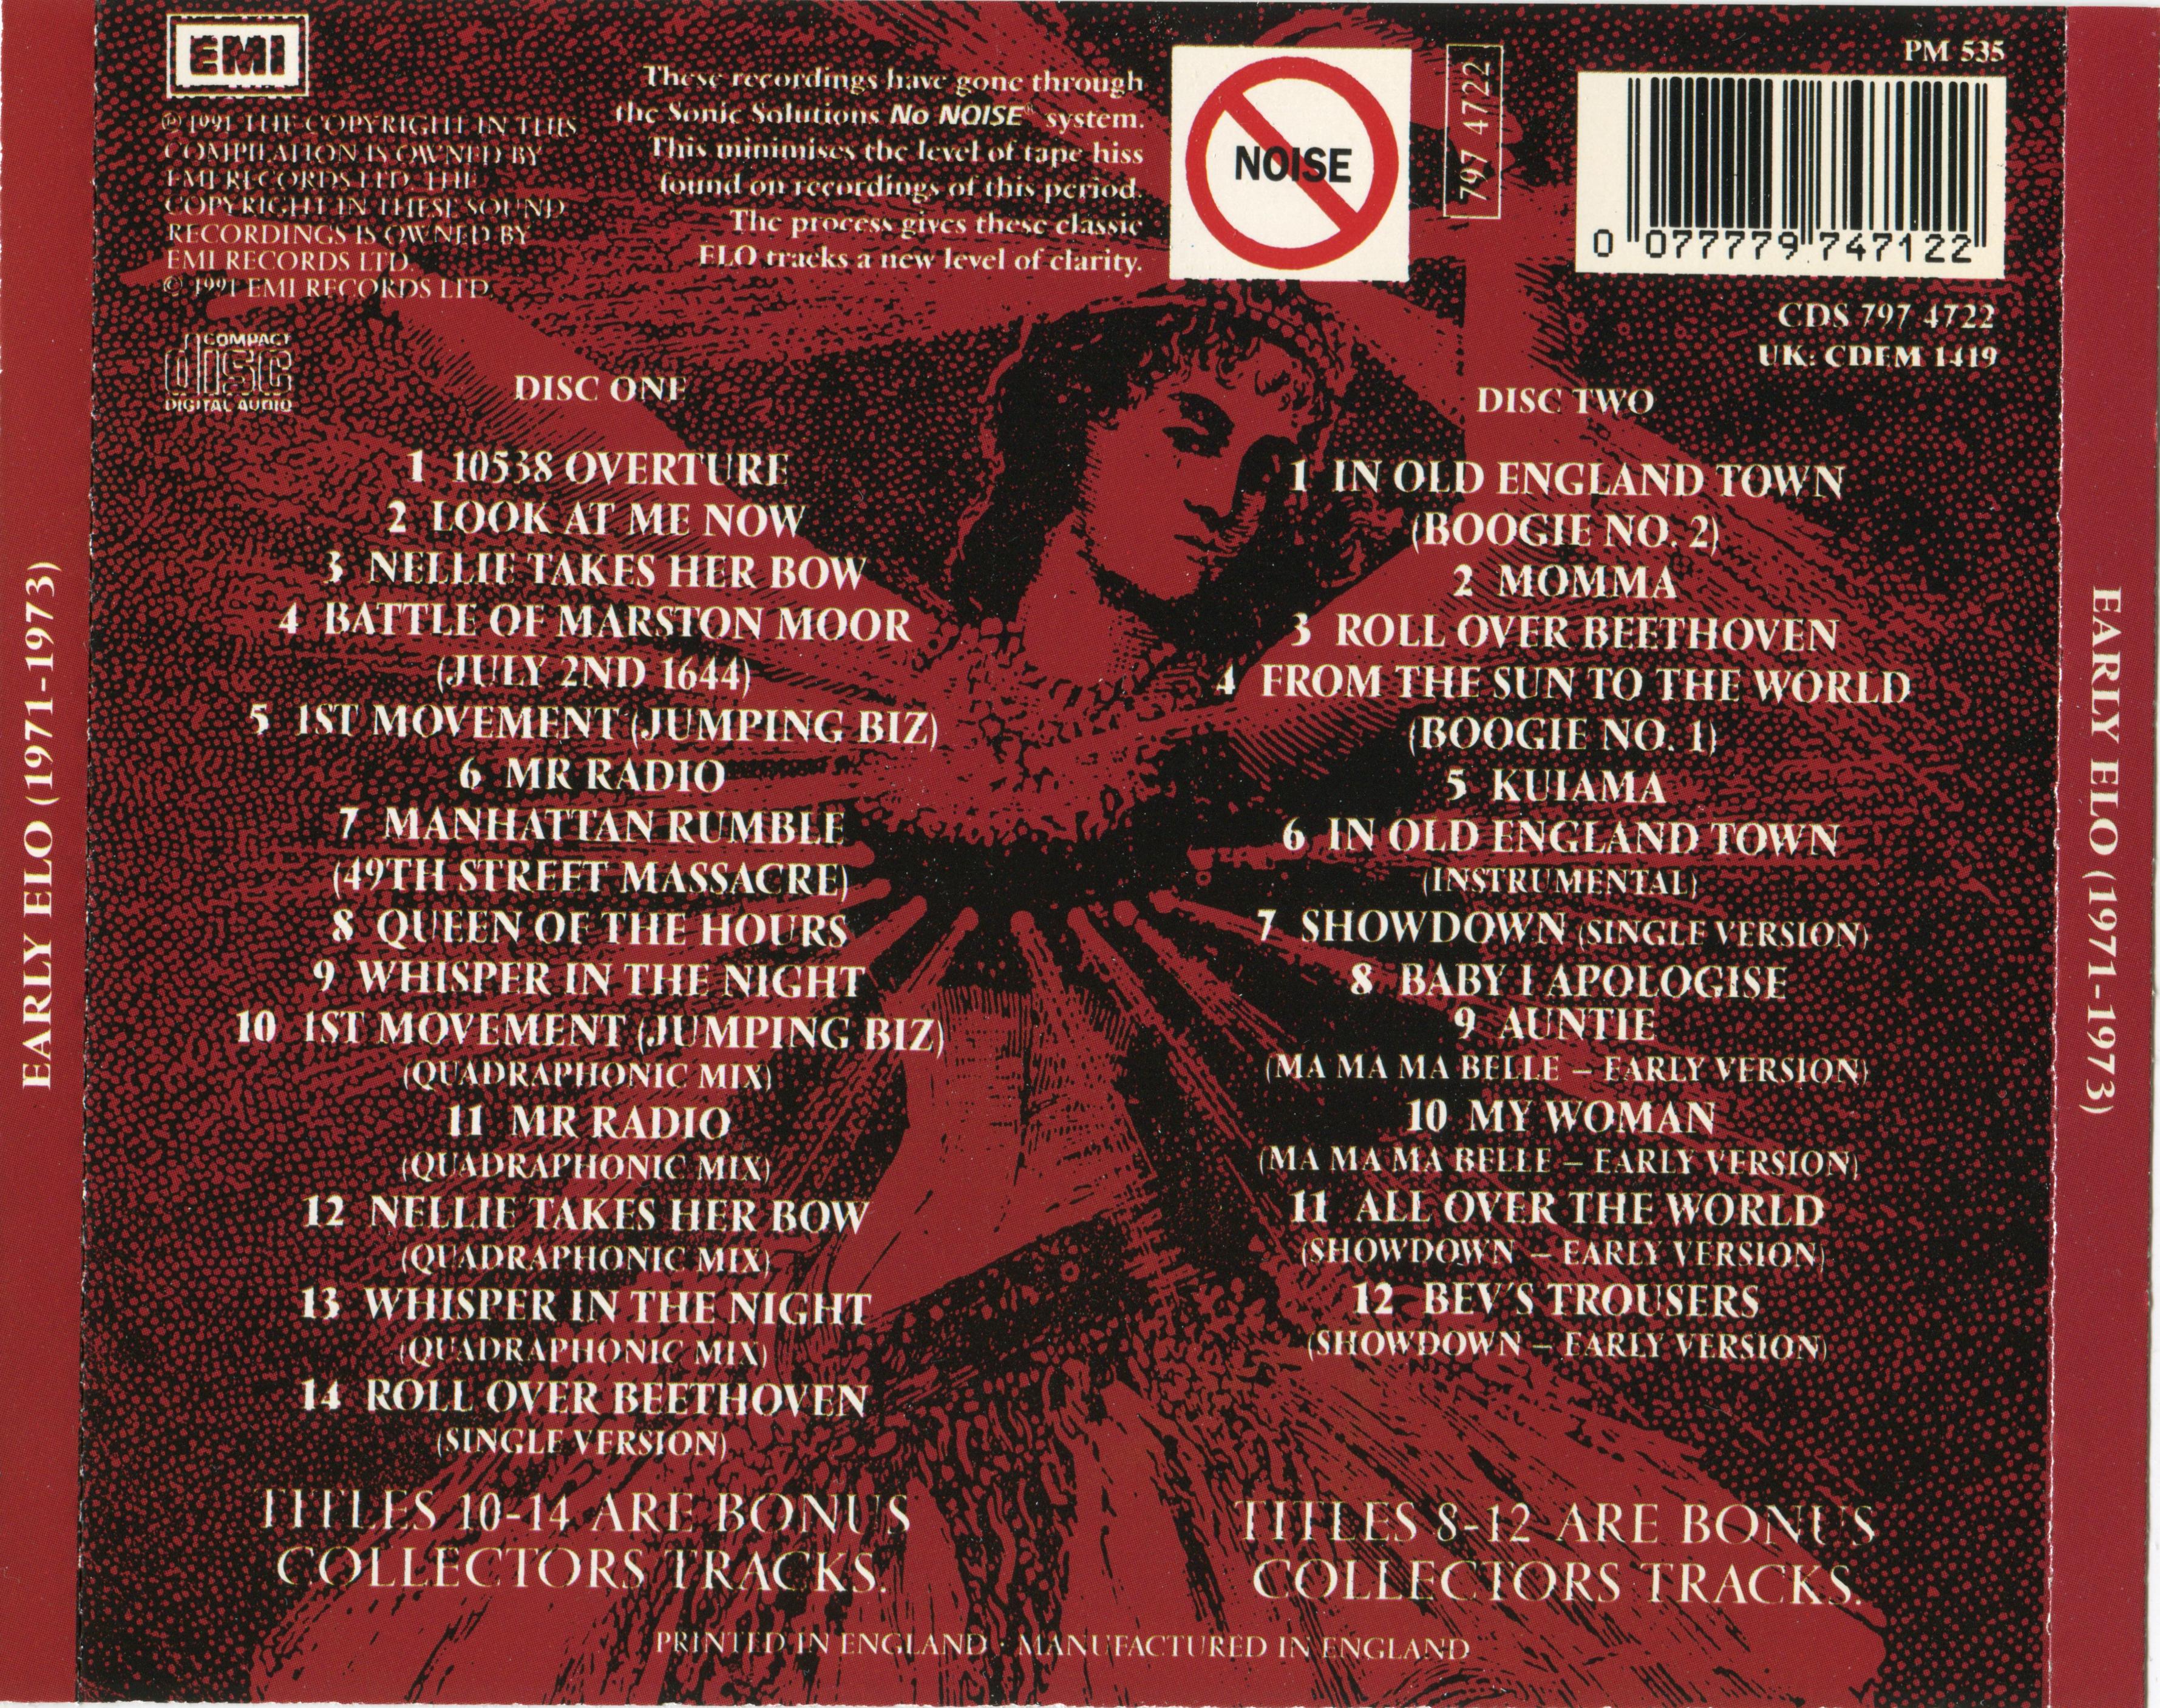 EMI
℗ 1991 THE COPYRIGHT IN THIS
COMPILATION IS OWNED BY
EMI RECORDS LTD. THE
COPYRIGHT IN THESE SOUND
RECORDINGS IS OWNED BY
EMI RECORDS LTD.
© 1991 EMI RECORDS LTD.
COMPACT
disc
DIGITAL AUDIO
These recordings have gone through
the Sonic Solutions No NOISE® system.
This minimises the level of tape hiss
found on recordings of this period.
The process gives these classic
ELO tracks a new level of clarity.
NOISE
797 4722
PM 535
0 077779 747122
CDS 797 4722
UK: CDEM 1419
DISC ONE
1 10538 OVERTURE
2 LOOK AT ME NOW
3 NELLIE TAKES HER BOW
4 BATTLE OF MARSTON MOOR
(JULY 2ND 1644)
5 1ST MOVEMENT (JUMPING BIZ)
6 MR RADIO
7 MANHATTAN RUMBLE
(49TH STREET MASSACRE)
8 QUEEN OF THE HOURS
9 WHISPER IN THE NIGHT
10 1ST MOVEMENT (JUMPING BIZ)
(QUADRAPHONIC MIX)
11 MR RADIO
(QUADRAPHONIC MIX)
12 NELLIE TAKES HER BOW
(QUADRAPHONIC MIX)
13 WHISPER IN THE NIGHT
(QUADRAPHONIC MIX)
14 ROLL OVER BEETHOVEN
(SINGLE VERSION)
TITLES 10-14 ARE BONUS
COLLECTORS TRACKS.
DISC TWO
1 IN OLD ENGLAND TOWN
(BOOGIE NO. 2)
2 MOMMA
3 ROLL OVER BEETHOVEN
4 FROM THE SUN TO THE WORLD
(BOOGIE NO. 1)
5 KUIAMA
6 IN OLD ENGLAND TOWN
(INSTRUMENTAL)
7 SHOWDOWN (SINGLE VERSION)
8 BABY I APOLOGISE
9 AUNTIE
(MA MA MA BELLE – EARLY VERSION)
10 MY WOMAN
(MA MA MA BELLE – EARLY VERSION)
11 ALL OVER THE WORLD
(SHOWDOWN – EARLY VERSION)
12 BEV'S TROUSERS
(SHOWDOWN – EARLY VERSION)
TITLES 8-12 ARE BONUS
COLLECTORS TRACKS.
PRINTED IN ENGLAND · MANUFACTURED IN ENGLAND
EARLY ELO (1971-1973)
EARLY ELO (1971-1973)